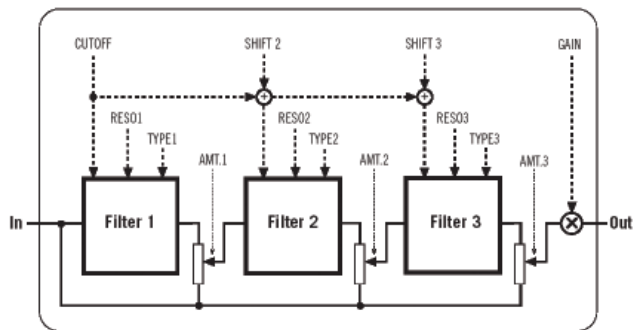 CUTOFF SHIFT 2 SHIFT 3 GAIN
RESO1 RESO2 RESO3
TYPE1 TYPE2 TYPE3
AMT.1 AMT.2 AMT.3
In Filter 1 Filter 2 Filter 3 Out